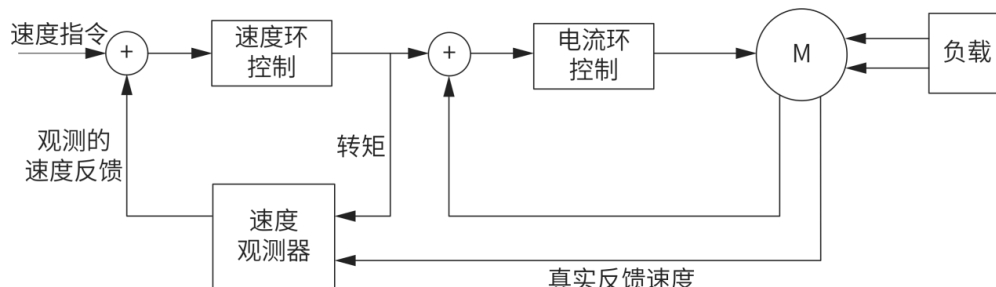 速度指令
+
速度环
控制
+
电流环
控制
M
负载
观测的
速度反馈
转矩
速度
观测器
真实反馈速度